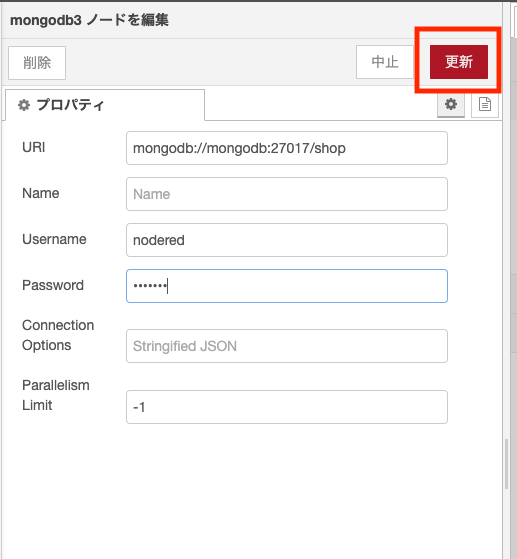 mongodb3 ノードを編集
削除 中止 更新
プロパティ
URI mongodb://mongodb:27017/shop
Name Name
Username nodered
Password •••••••
Connection
Options Stringified JSON
Parallelism
Limit -1